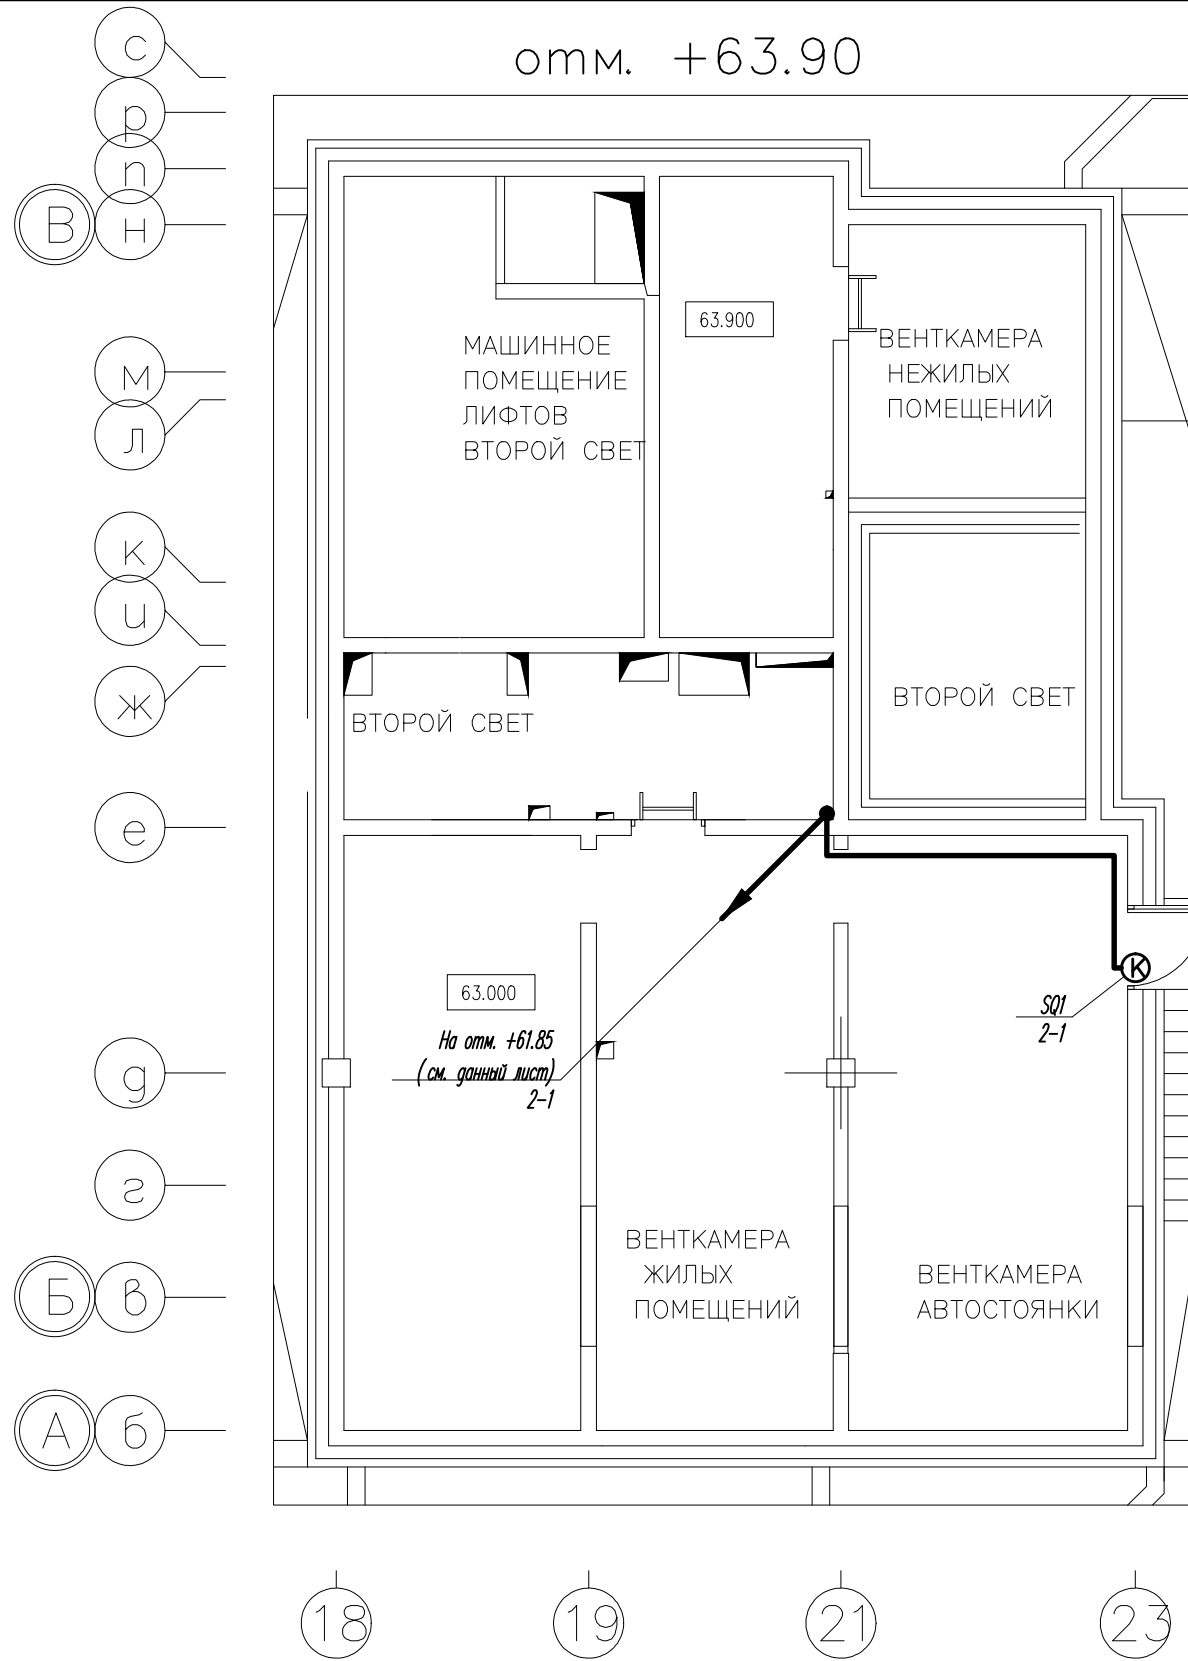 отм. +63.90
с
р
п
В
н
м
л
к
и
ж
е
д
г
Б
в
А
б
63.900
МАШИННОЕ
ПОМЕЩЕНИЕ
ЛИФТОВ
ВТОРОЙ СВЕТ
ВЕНТКАМЕРА
НЕЖИЛЫХ
ПОМЕЩЕНИЙ
ВТОРОЙ СВЕТ
ВТОРОЙ СВЕТ
63.000
На отм. +61.85
(см. данный лист)
2-1
К
SQ1
2-1
ВЕНТКАМЕРА
ЖИЛЫХ
ПОМЕЩЕНИЙ
ВЕНТКАМЕРА
АВТОСТОЯНКИ
18
19
21
23